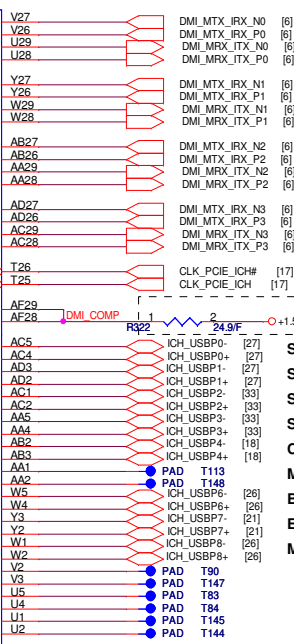 V27 DMI_MTX_IRX_N0 [6]
V26 DMI_MTX_IRX_P0 [6]
U29 DMI_MRX_ITX_N0 [6]
U28 DMI_MRX_ITX_P0 [6]
Y27 DMI_MTX_IRX_N1 [6]
Y26 DMI_MTX_IRX_P1 [6]
W29 DMI_MRX_ITX_N1 [6]
W28 DMI_MRX_ITX_P1 [6]
AB27 DMI_MTX_IRX_N2 [6]
AB26 DMI_MTX_IRX_P2 [6]
AA29 DMI_MRX_ITX_N2 [6]
AA28 DMI_MRX_ITX_P2 [6]
AD27 DMI_MTX_IRX_N3 [6]
AD26 DMI_MTX_IRX_P3 [6]
AC29 DMI_MRX_ITX_N3 [6]
AC28 DMI_MRX_ITX_P3 [6]
T26 CLK_PCIE_ICH# [17]
T25 CLK_PCIE_ICH [17]
AF29
AF28 DMI_COMP 1 2 +1.5
R322 24.9/F
AC5 ICH_USBP0- [27]
AC4 ICH_USBP0+ [27]
AD3 ICH_USBP1- [27]
AD2 ICH_USBP1+ [27]
AC1 ICH_USBP2- [33]
AC2 ICH_USBP2+ [33]
AA5 ICH_USBP3- [33]
AA4 ICH_USBP3+ [33]
AB2 ICH_USBP4- [18]
AB3 ICH_USBP4+ [18]
AA1 PAD T113
AA2 PAD T148
W5 ICH_USBP6- [26]
W4 ICH_USBP6+ [26]
Y3 ICH_USBP7- [21]
Y2 ICH_USBP7+ [21]
W1 ICH_USBP8- [26]
W2 ICH_USBP8+ [26]
V2 PAD T90
V3 PAD T147
U5 PAD T83
U4 PAD T84
U1 PAD T145
U2 PAD T144